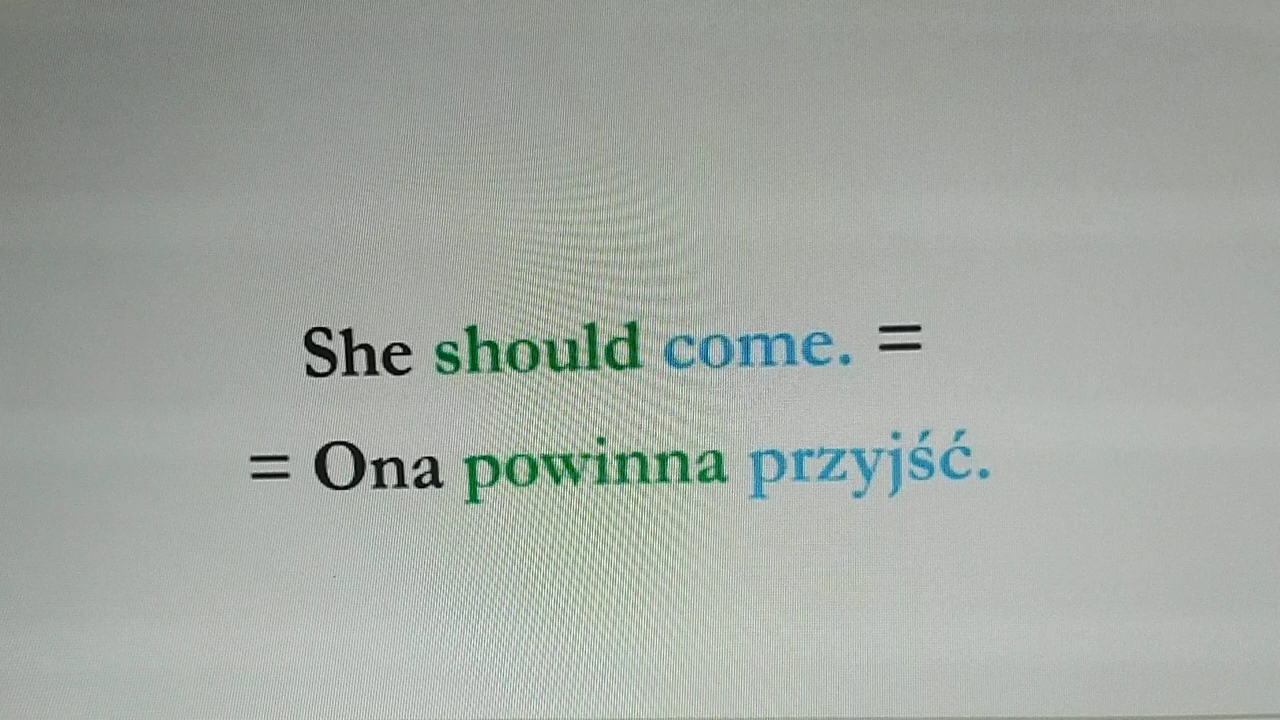 She should come. =
= Ona powinna przyjść.